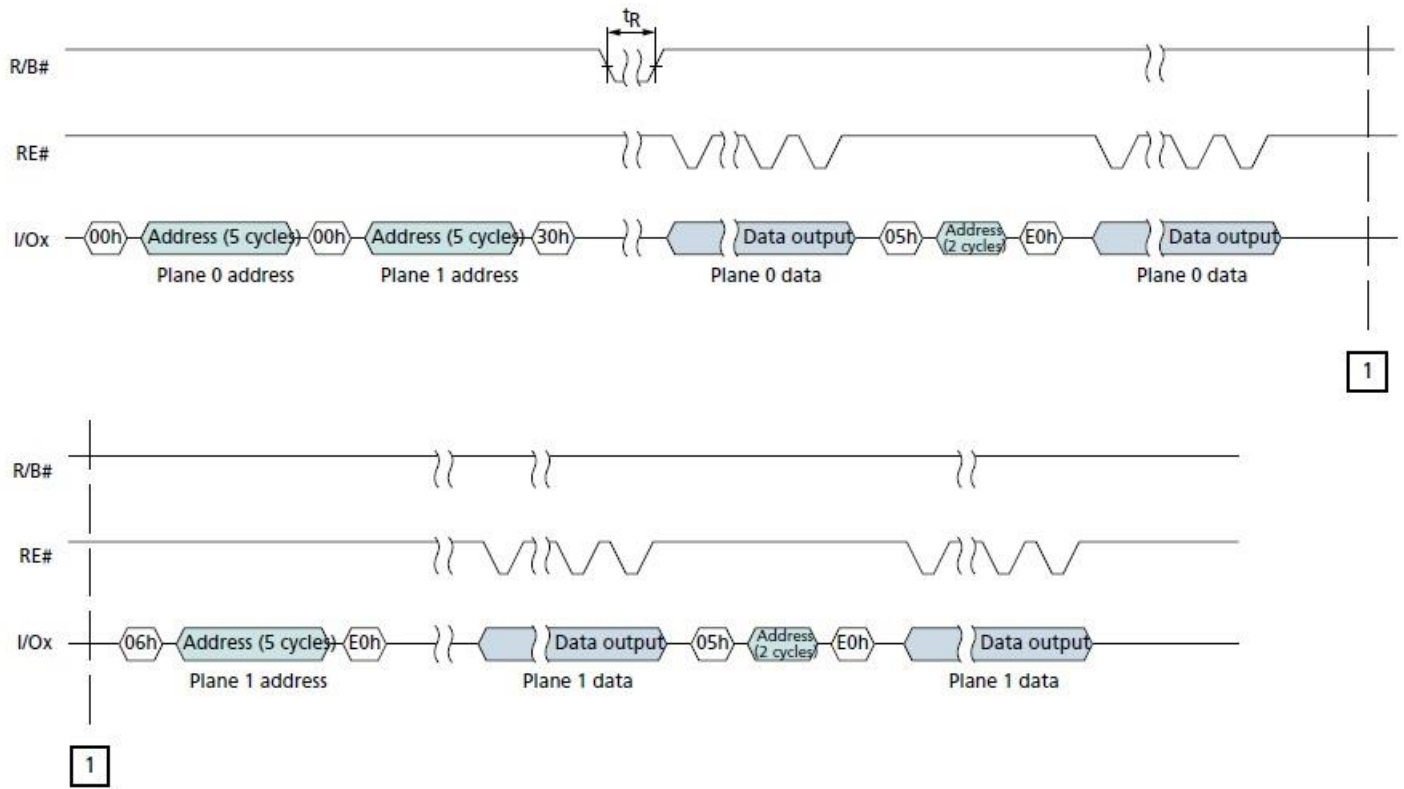 tR
R/B#
RE#
I/Ox 00h Address (5 cycles) 00h Address (5 cycles) 30h Data output 05h Address (2 cycles) E0h Data output
Plane 0 address Plane 1 address Plane 0 data Plane 0 data
1
R/B#
RE#
I/Ox 06h Address (5 cycles) E0h Data output 05h Address (2 cycles) E0h Data output
Plane 1 address Plane 1 data Plane 1 data
1